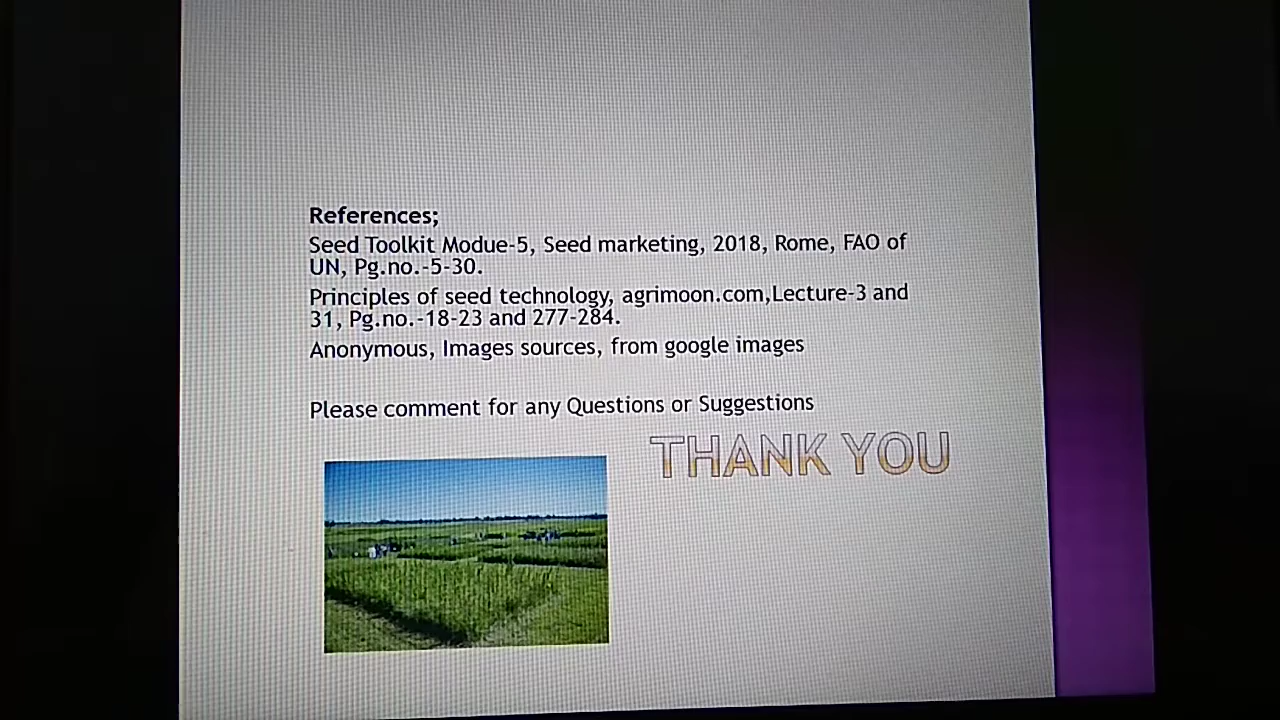 References;
Seed Toolkit Modue-5, Seed marketing, 2018, Rome, FAO of
UN, Pg.no.-5-30.
Principles of seed technology, agrimoon.com,Lecture-3 and
31, Pg.no.-18-23 and 277-284.
Anonymous, Images sources, from google images
Please comment for any Questions or Suggestions
THANK YOU